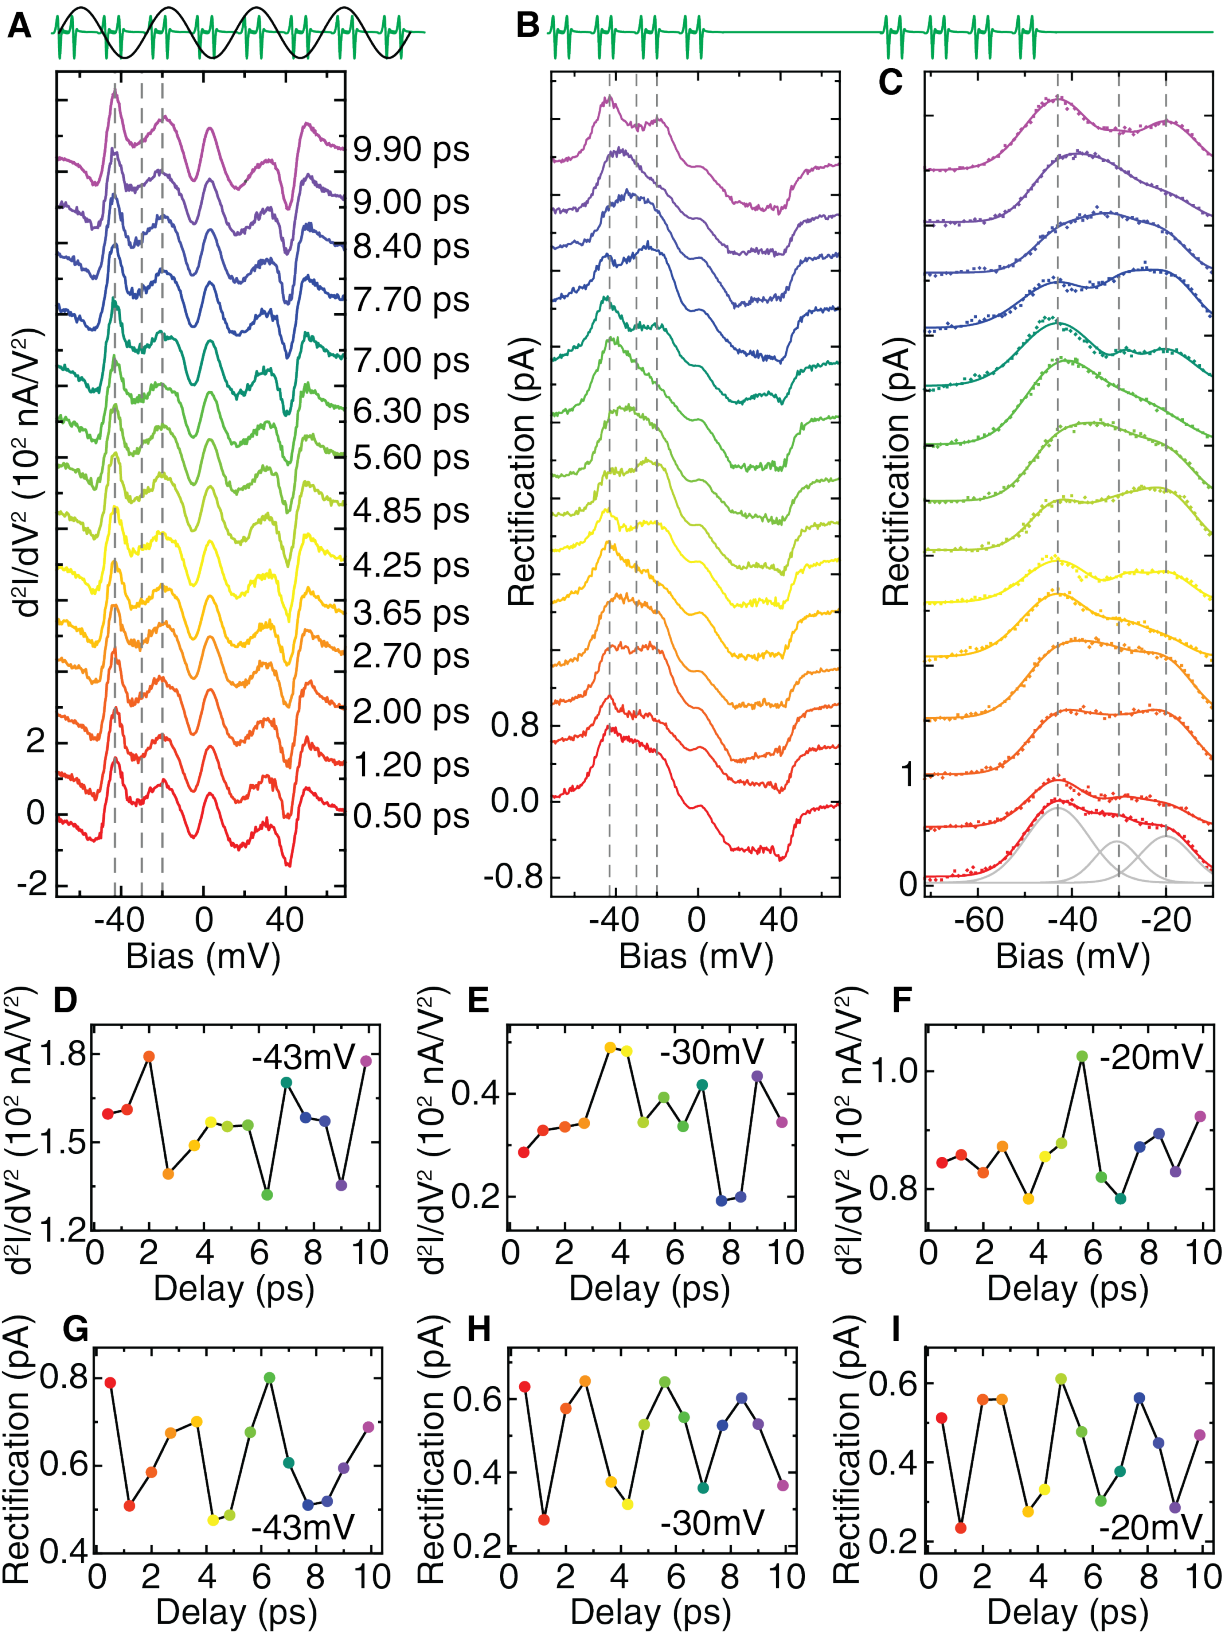 A
B
C
9.90 ps
9.00 ps
8.40 ps
7.70 ps
7.00 ps
6.30 ps
5.60 ps
4.85 ps
4.25 ps
3.65 ps
2.70 ps
2.00 ps
1.20 ps
0.50 ps
d²I/dV² (10² nA/V²)
2
0
-2
-40 0 40
Bias (mV)
Rectification (pA)
0.8
0.0
-0.8
-40 0 40
Bias (mV)
Rectification (pA)
1
0
-60 -40 -20
Bias (mV)
D
d²I/dV² (10² nA/V²)
1.8
1.5
1.2
-43mV
0 2 4 6 8 10
Delay (ps)
E
d²I/dV² (10² nA/V²)
0.4
0.2
-30mV
0 2 4 6 8 10
Delay (ps)
F
d²I/dV² (10² nA/V²)
1.0
0.8
-20mV
0 2 4 6 8 10
Delay (ps)
G
Rectification (pA)
0.8
0.6
0.4
-43mV
0 2 4 6 8 10
Delay (ps)
H
Rectification (pA)
0.6
0.4
0.2
-30mV
0 2 4 6 8 10
Delay (ps)
I
Rectification (pA)
0.6
0.4
0.2
-20mV
0 2 4 6 8 10
Delay (ps)